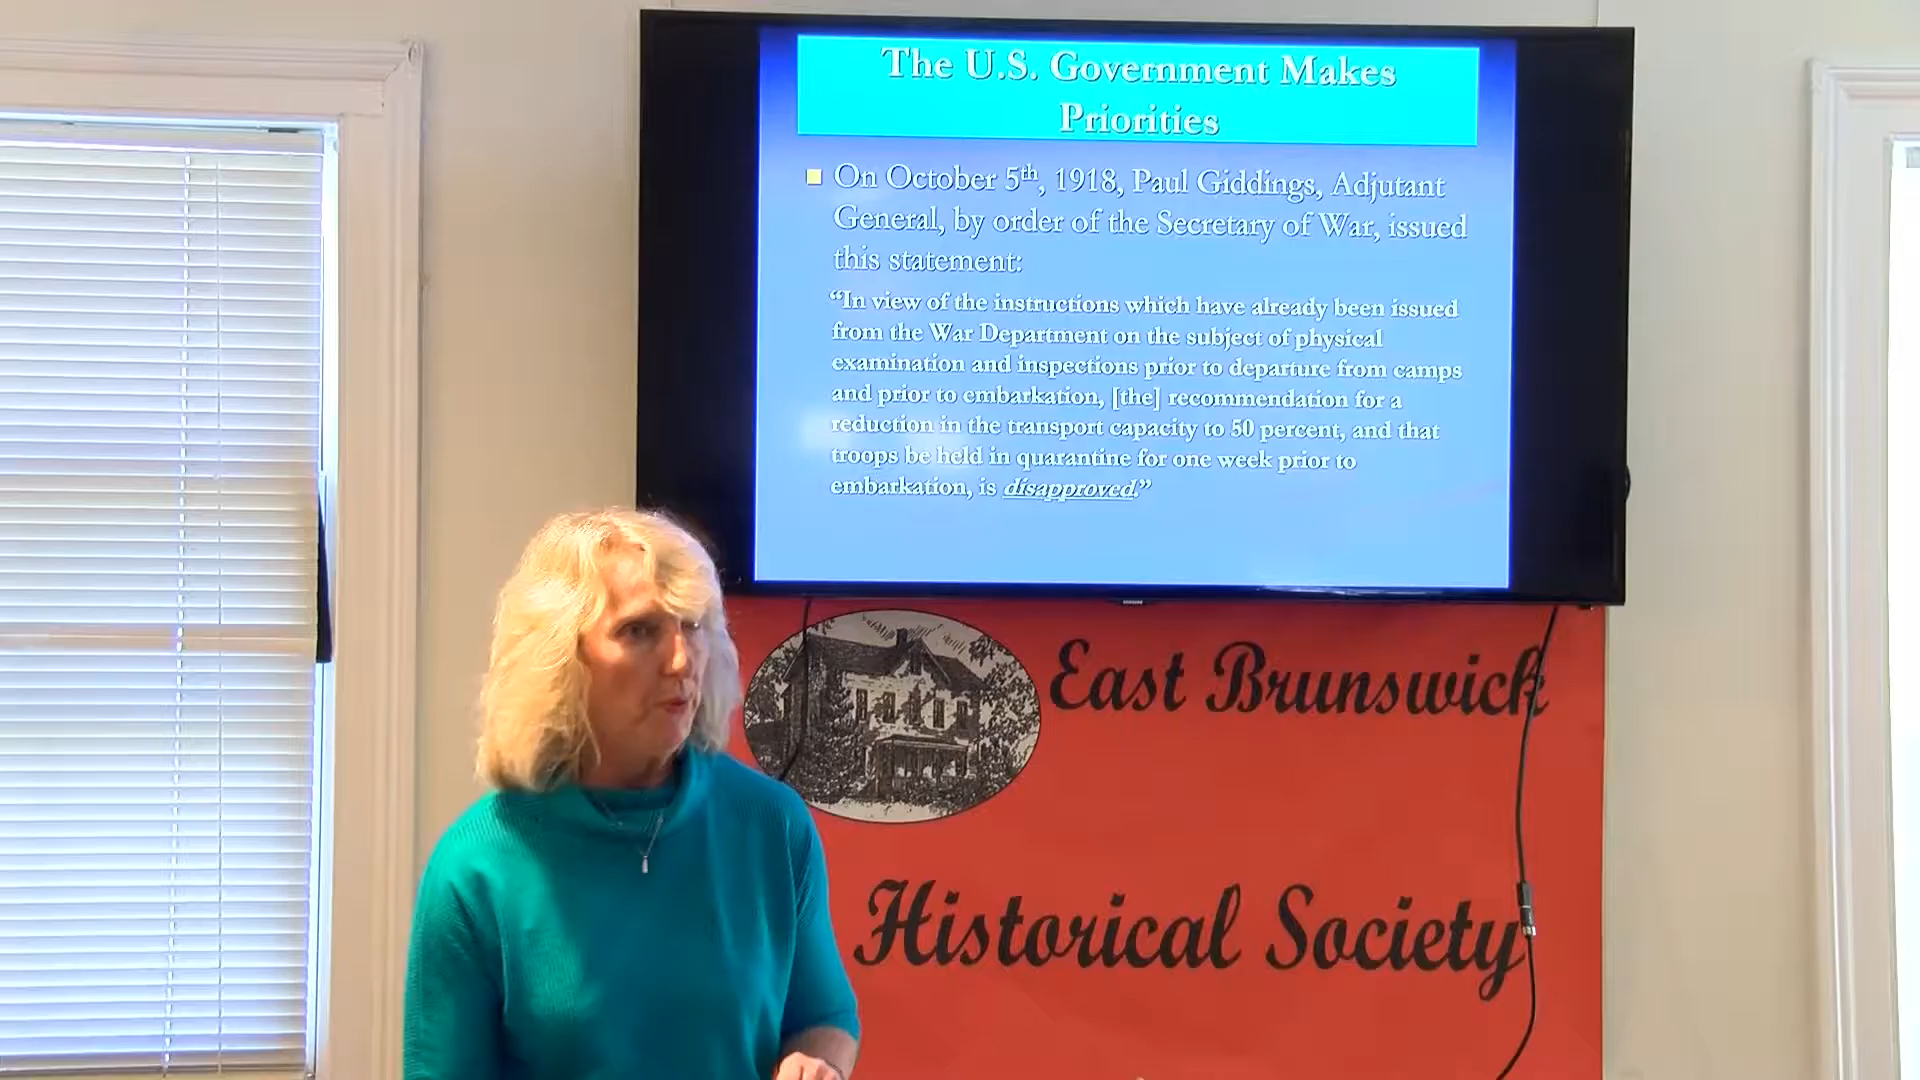 The U.S. Government Makes
Priorities
On October 5th, 1918, Paul Giddings, Adjutant
General, by order of the Secretary of War, issued
this statement:
“In view of the instructions which have already been issued
from the War Department on the subject of physical
examination and inspections prior to departure from camps
and prior to embarkation, [the] recommendation for a
reduction in the transport capacity to 50 percent, and that
troops be held in quarantine for one week prior to
embarkation, is disapproved.”
East Brunswick
Historical Society